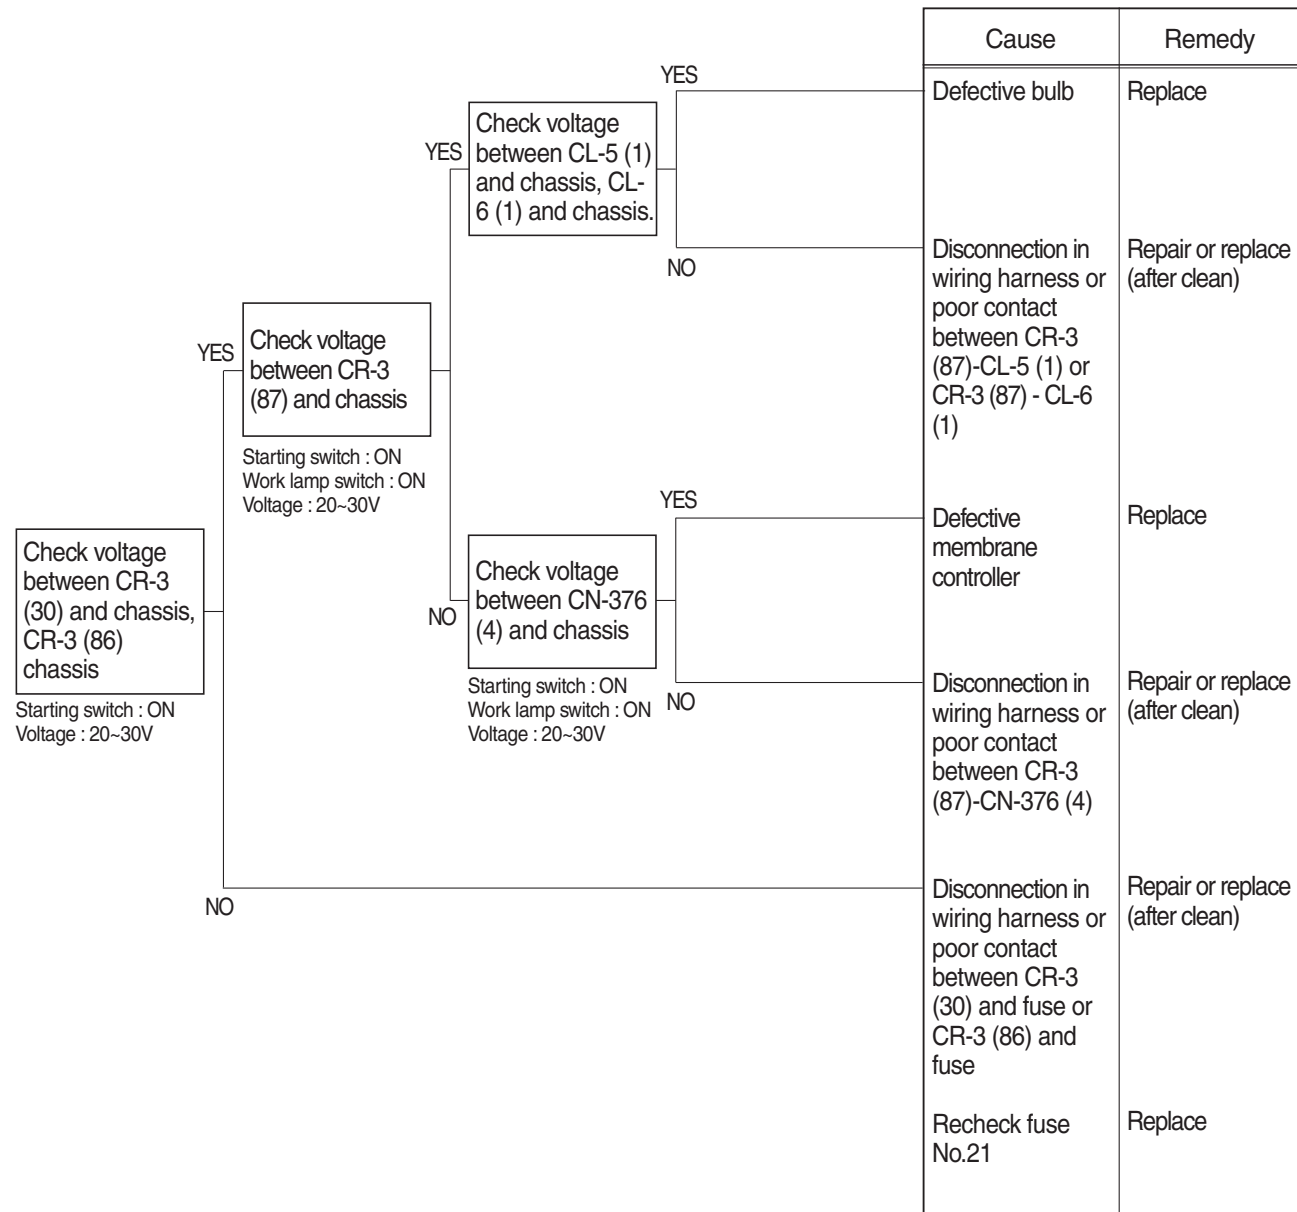 Cause
Remedy
YES
Defective bulb
Replace
Check voltage
between CL-5 (1)
and chassis, CL-
6 (1) and chassis.
YES
NO
Disconnection in
wiring harness or
poor contact
between CR-3
(87)-CL-5 (1) or
CR-3 (87) - CL-6
(1)
Repair or replace
(after clean)
YES
Check voltage
between CR-3
(87) and chassis
Starting switch : ON
Work lamp switch : ON
Voltage : 20~30V
YES
Defective
membrane
controller
Replace
Check voltage
between CR-3
(30) and chassis,
CR-3 (86)
chassis
Starting switch : ON
Voltage : 20~30V
NO
Check voltage
between CN-376
(4) and chassis
Starting switch : ON
Work lamp switch : ON
Voltage : 20~30V
NO
Disconnection in
wiring harness or
poor contact
between CR-3
(87)-CN-376 (4)
Repair or replace
(after clean)
NO
Disconnection in
wiring harness or
poor contact
between CR-3
(30) and fuse or
CR-3 (86) and
fuse
Repair or replace
(after clean)
Recheck fuse
No.21
Replace